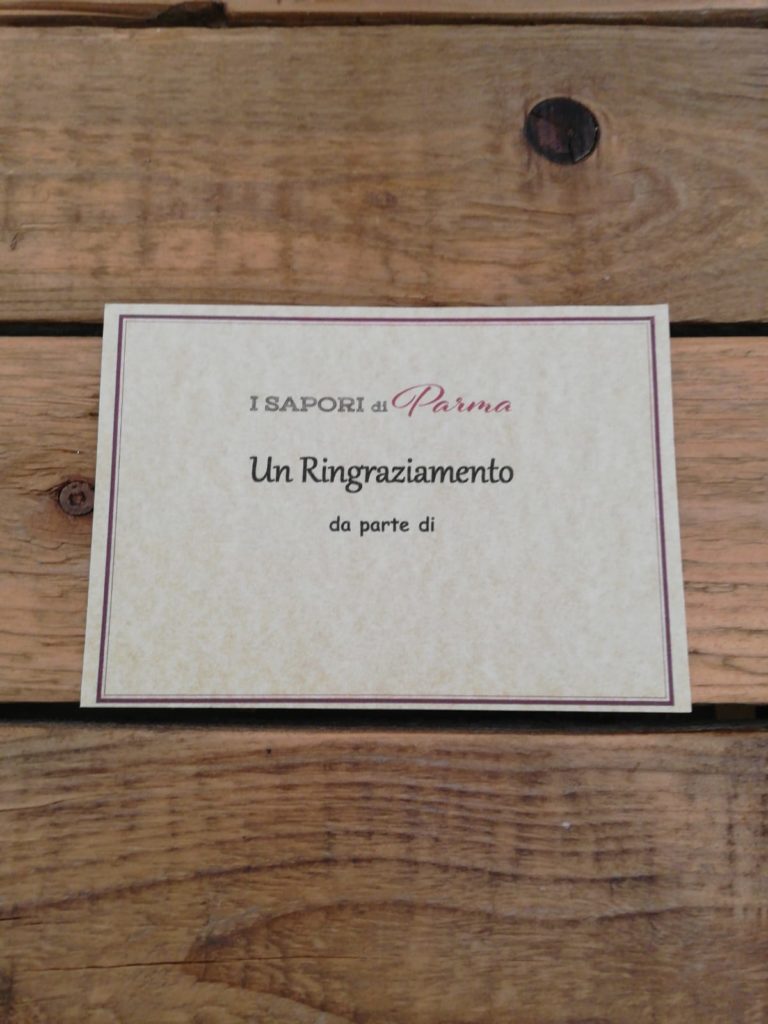 I SAPORI di Parma
Un Ringraziamento
da parte di